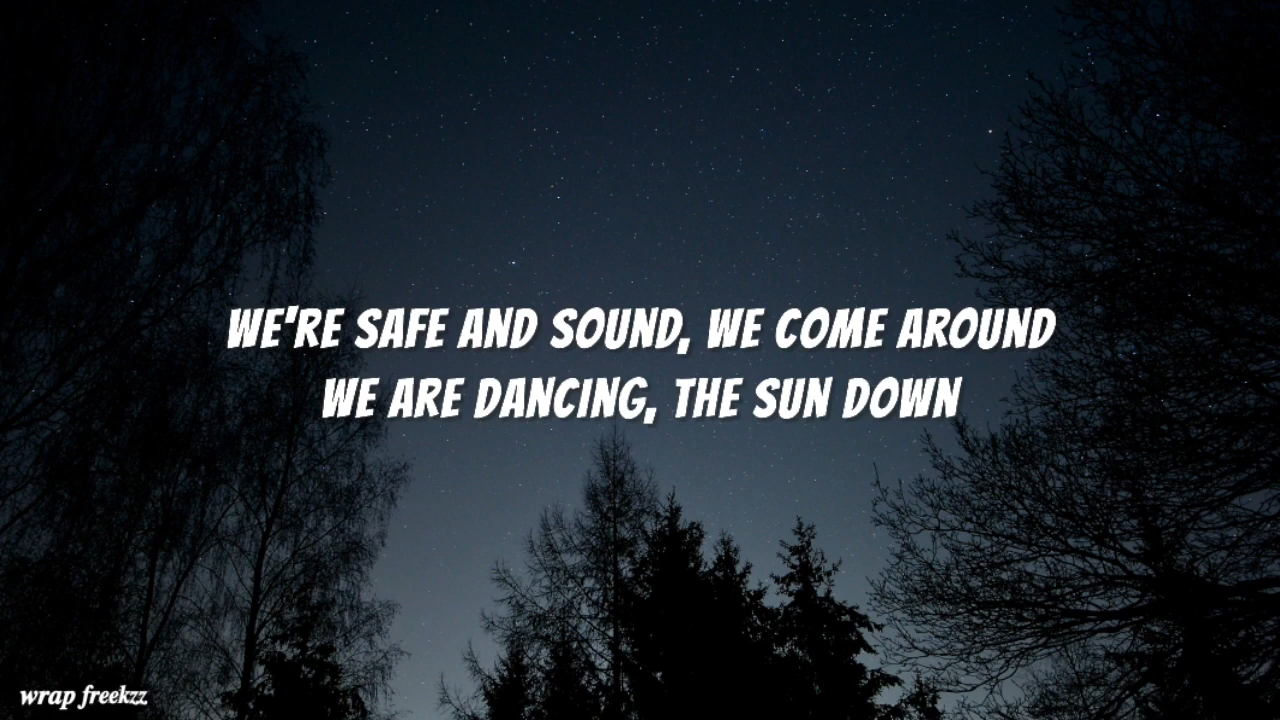 WE'RE SAFE AND SOUND, WE COME AROUND
WE ARE DANCING, THE SUN DOWN
wrap freekzz